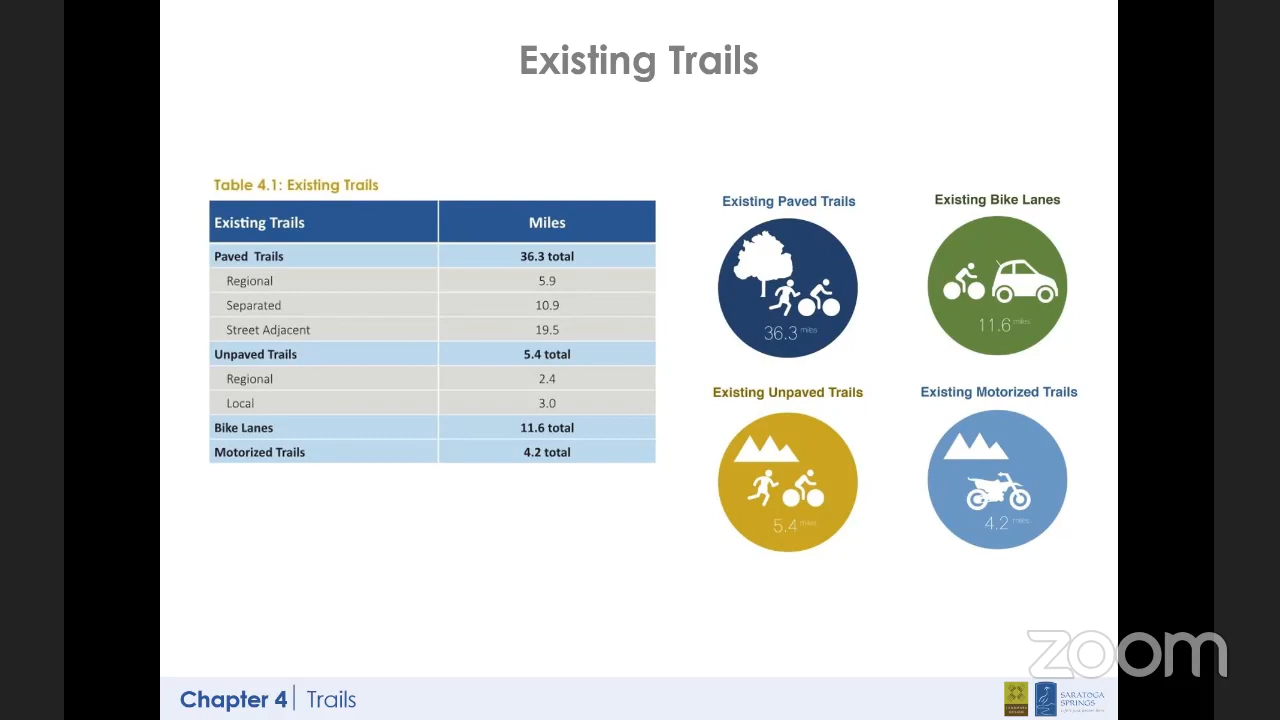 Existing Trails
Table 4.1: Existing Trails
Existing Trails Miles
Paved Trails 36.3 total
Regional 5.9
Separated 10.9
Street Adjacent 19.5
Unpaved Trails 5.4 total
Regional 2.4
Local 3.0
Bike Lanes 11.6 total
Motorized Trails 4.2 total
Existing Paved Trails
36.3 miles
Existing Bike Lanes
11.6 miles
Existing Unpaved Trails
5.4 miles
Existing Motorized Trails
4.2 miles
zoom
Chapter 4 | Trails
SARATOGA
SPRINGS